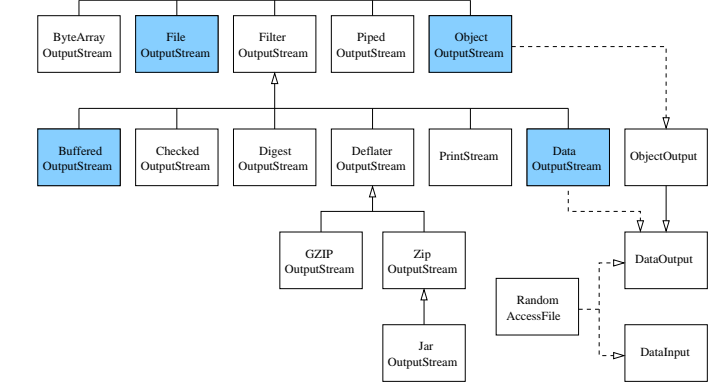 ByteArray
OutputStream
File
OutputStream
Filter
OutputStream
Piped
OutputStream
Object
OutputStream
Buffered
OutputStream
Checked
OutputStream
Digest
OutputStream
Deflater
OutputStream
PrintStream
Data
OutputStream
ObjectOutput
GZIP
OutputStream
Zip
OutputStream
DataOutput
Random
AccessFile
Jar
OutputStream
DataInput